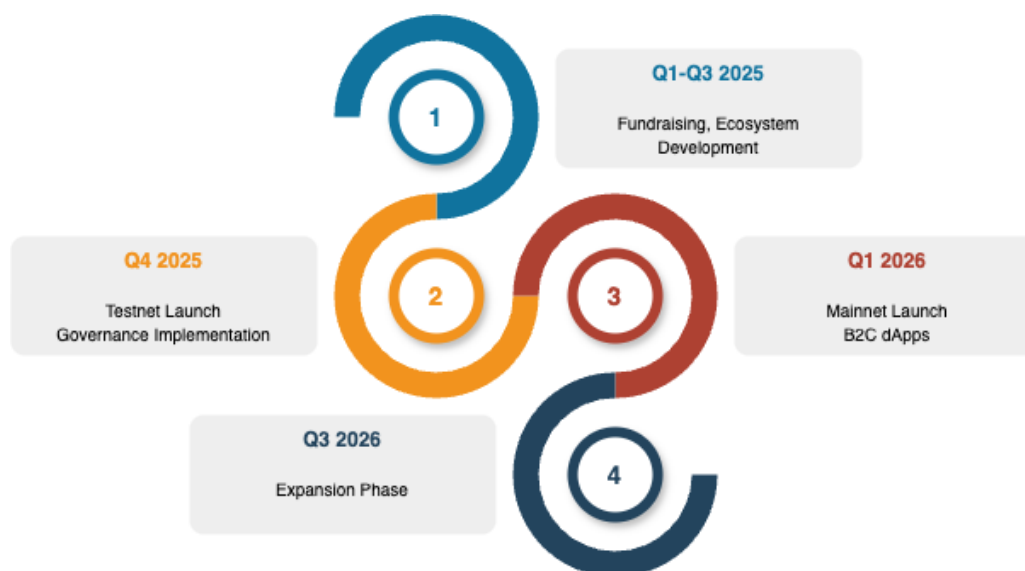 1
Q1-Q3 2025
Fundraising, Ecosystem
Development
Q4 2025
Testnet Launch
Governance Implementation
2
3
Q1 2026
Mainnet Launch
B2C dApps
Q3 2026
Expansion Phase
4